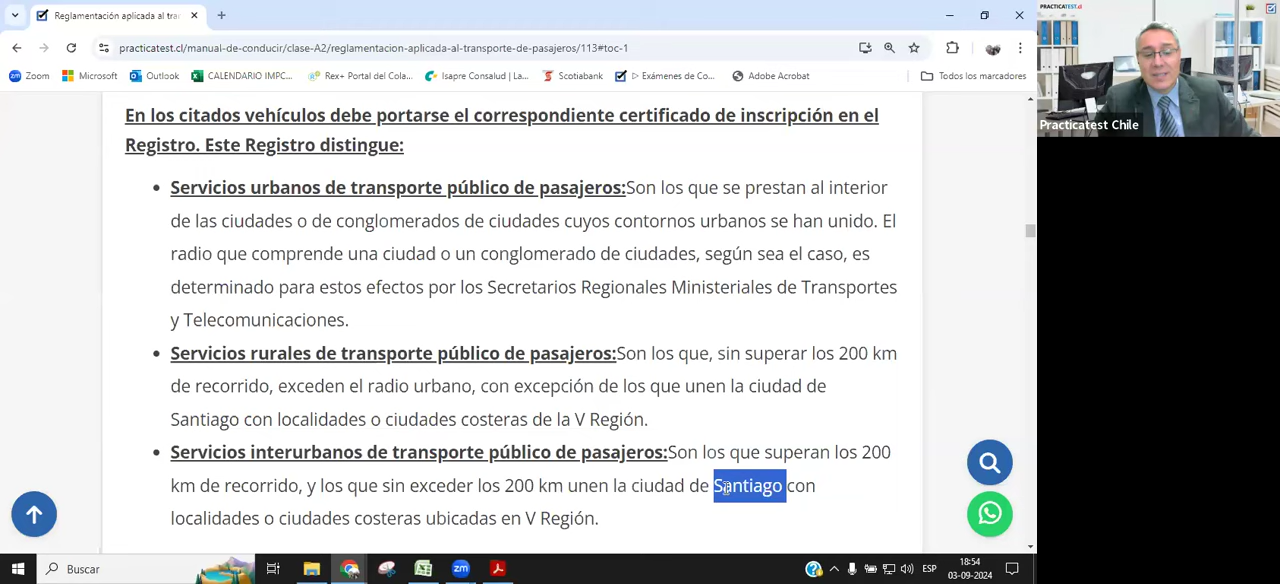 Reglamentación aplicada al tra
practicatest.cl/manual-de-conducir/clase-A2/reglamentacion-aplicada-al-transporte-de-pasajeros/113#toc-1
Zoom
Microsoft
Outlook
CALENDARIO IMPC...
Rex+ Portal del Cola...
Isapre Consalud | La...
Scotiabank
▷ Exámenes de Co...
Adobe Acrobat
Todos los marcadores
PRACTICATEST.cl
Practicatest Chile
En los citados vehículos debe portarse el correspondiente certificado de inscripción en el
Registro. Este Registro distingue:
• Servicios urbanos de transporte público de pasajeros:Son los que se prestan al interior
de las ciudades o de conglomerados de ciudades cuyos contornos urbanos se han unido. El
radio que comprende una ciudad o un conglomerado de ciudades, según sea el caso, es
determinado para estos efectos por los Secretarios Regionales Ministeriales de Transportes
y Telecomunicaciones.
• Servicios rurales de transporte público de pasajeros:Son los que, sin superar los 200 km
de recorrido, exceden el radio urbano, con excepción de los que unen la ciudad de
Santiago con localidades o ciudades costeras de la V Región.
• Servicios interurbanos de transporte público de pasajeros:Son los que superan los 200
km de recorrido, y los que sin exceder los 200 km unen la ciudad de Santiago con
localidades o ciudades costeras ubicadas en V Región.
Buscar
ESP
18:54
03-09-2024